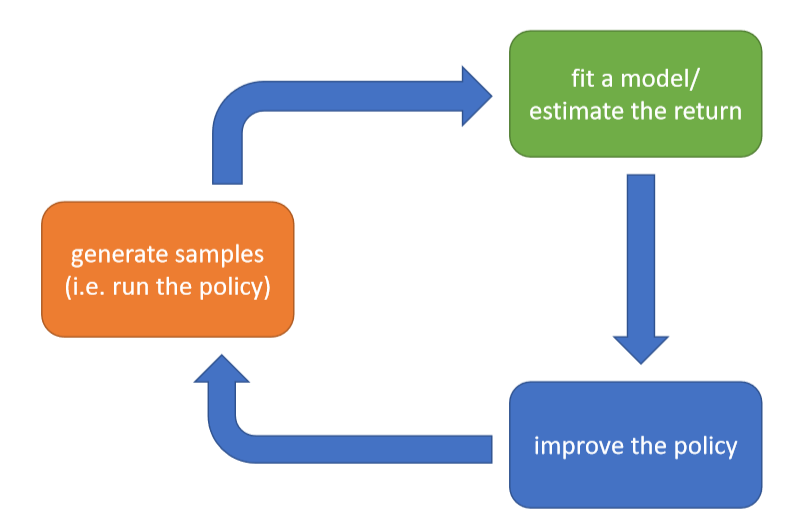 fit a model/
estimate the return
generate samples
(i.e. run the policy)
improve the policy